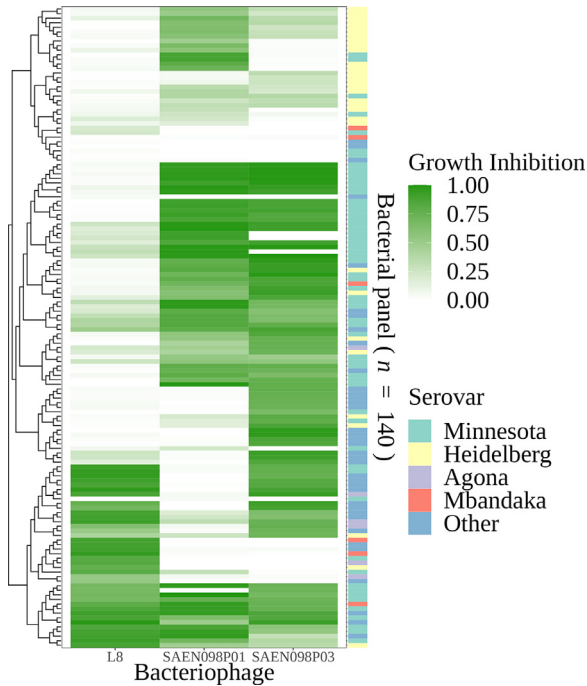 Growth Inhibition
1.00
0.75
0.50
0.25
0.00
Bacterial panel ( n = 140 )
Serovar
Minnesota
Heidelberg
Agona
Mbandaka
Other
L8 SAEN098P01 SAEN098P03
Bacteriophage